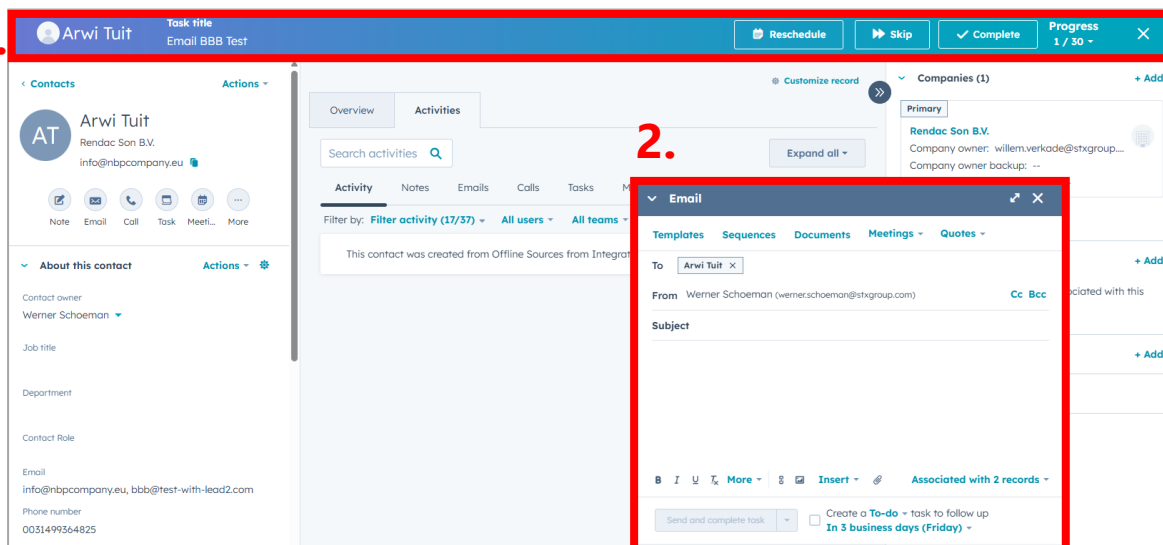 Arwi Tuit
Task title
Email BBB Test
Reschedule
Skip
Complete
Progress
1 / 30
Contacts
Actions
AT
Arwi Tuit
Rendac Son B.V.
info@nbpcompany.eu
Note Email Call Task Meeti... More
About this contact
Actions
Contact owner
Werner Schoeman
Job title
Department
Contact Role
Email
info@nbpcompany.eu, bbb@test-with-lead2.com
Phone number
0031499364825
Customize record
Overview Activities
Search activities
Expand all
Activity Notes Emails Calls Tasks M
Filter by: Filter activity (17/37) All users All teams
This contact was created from Offline Sources from Integrat
2.
Email
Templates Sequences Documents Meetings Quotes
To Arwi Tuit
From Werner Schoeman (werner.schoeman@stxgroup.com) Cc Bcc
Subject
B I U Tx More Insert Associated with 2 records
Send and complete task
Create a To-do task to follow up
In 3 business days (Friday)
Companies (1)
+ Add
Primary
Rendac Son B.V.
Company owner: willem.verkade@stxgroup....
Company owner backup: --
+ Add
ociated with this
+ Add